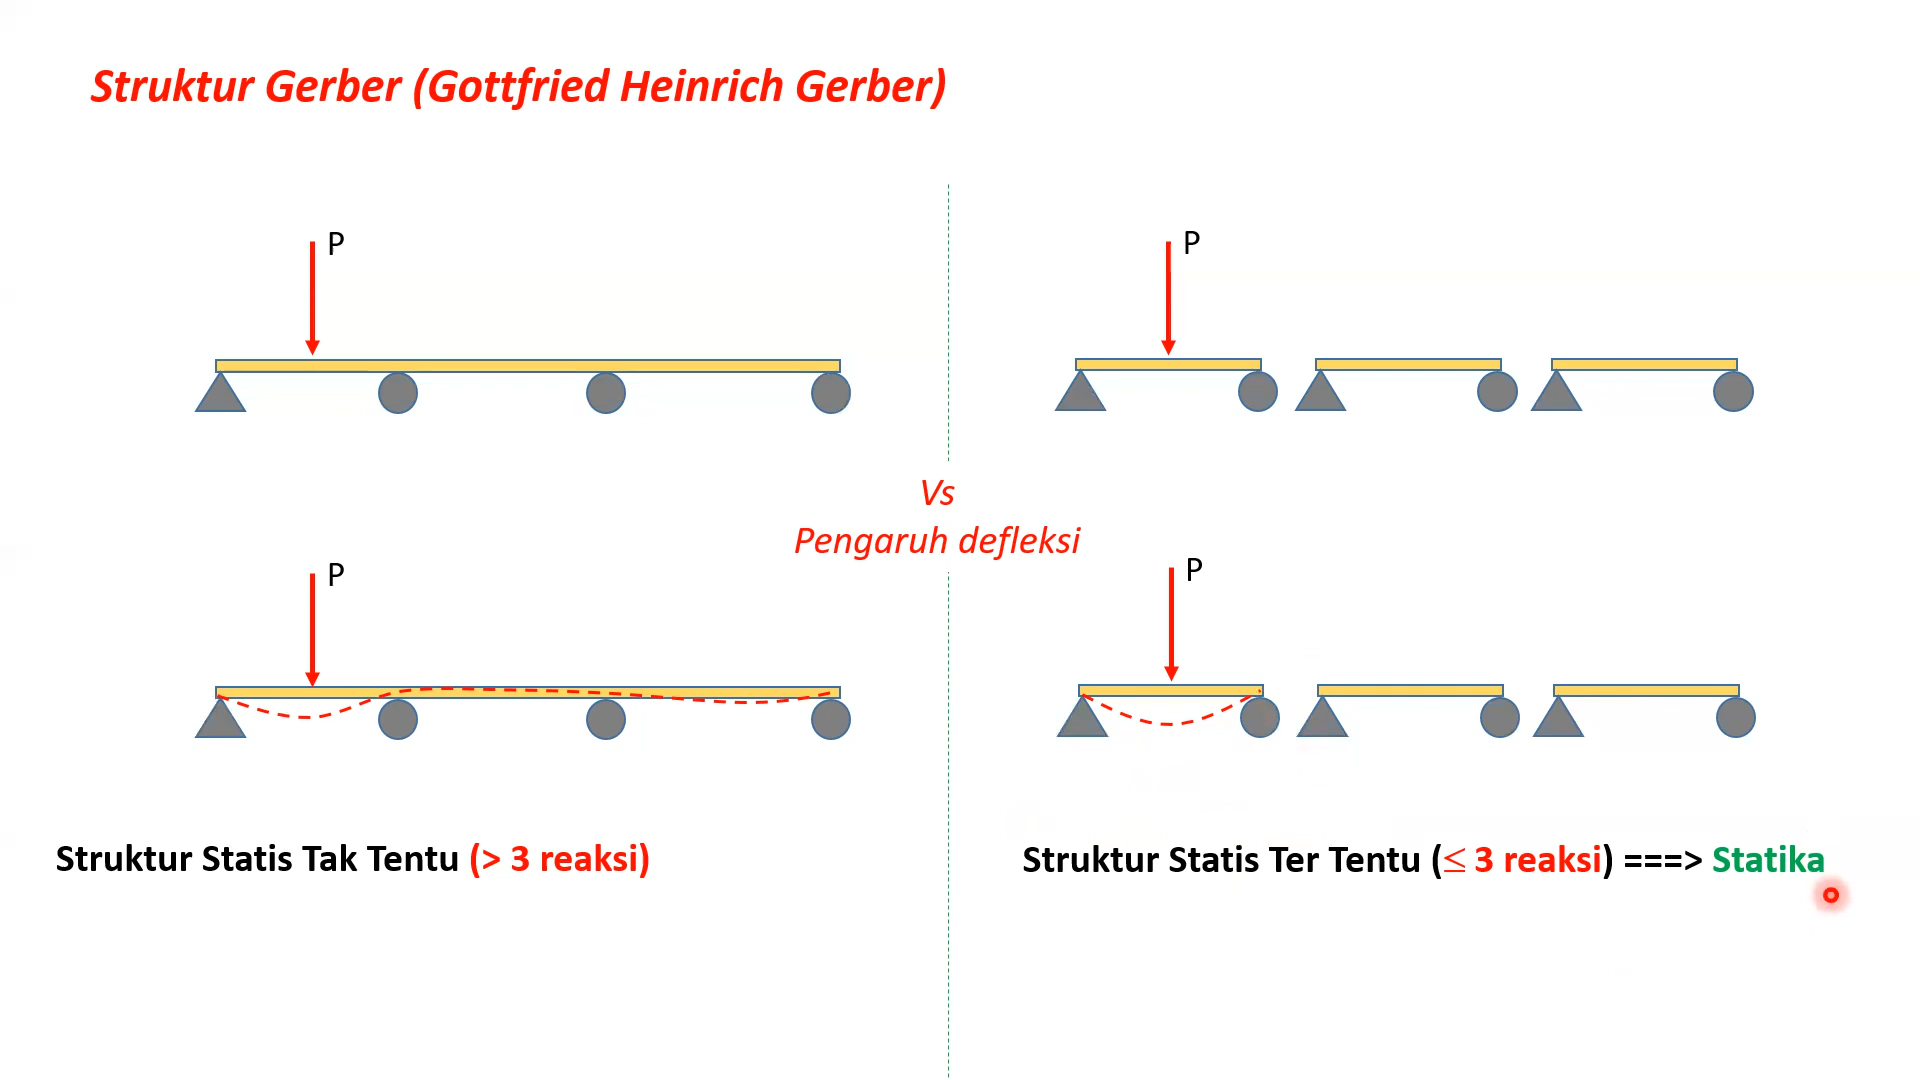 Struktur Gerber (Gottfried Heinrich Gerber)
P
P
Vs
Pengaruh defleksi
P
P
Struktur Statis Tak Tentu (> 3 reaksi)
Struktur Statis Ter Tentu (≤ 3 reaksi) ===> Statika